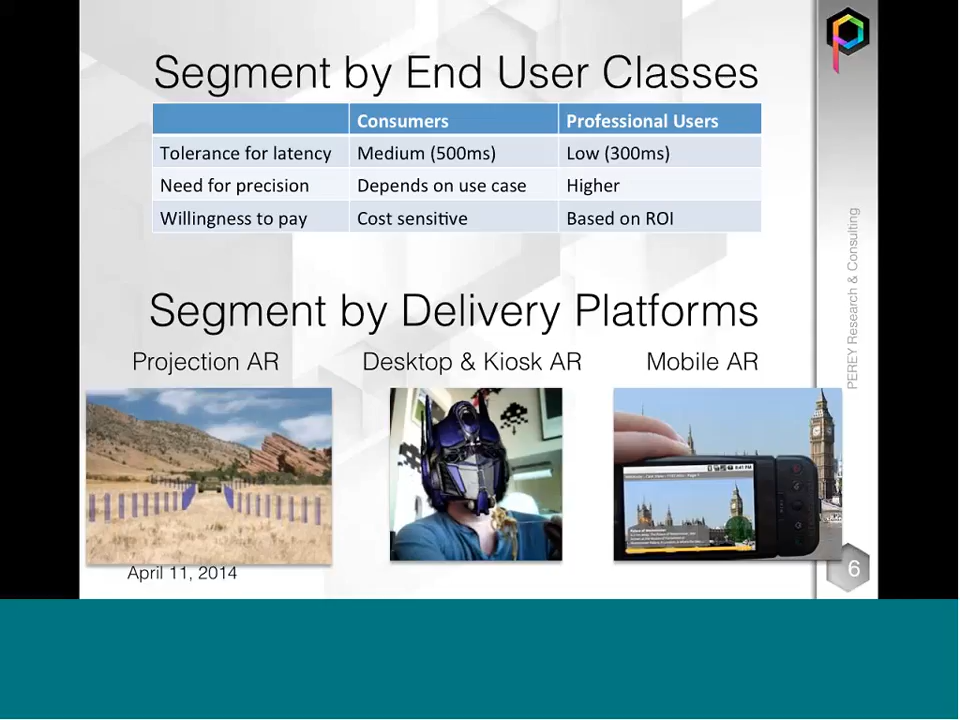 Segment by End User Classes
Consumers Professional Users
Tolerance for latency Medium (500ms) Low (300ms)
Need for precision Depends on use case Higher
Willingness to pay Cost sensitive Based on ROI
Segment by Delivery Platforms
Projection AR Desktop & Kiosk AR Mobile AR
April 11, 2014
6
PEREY Research & Consulting